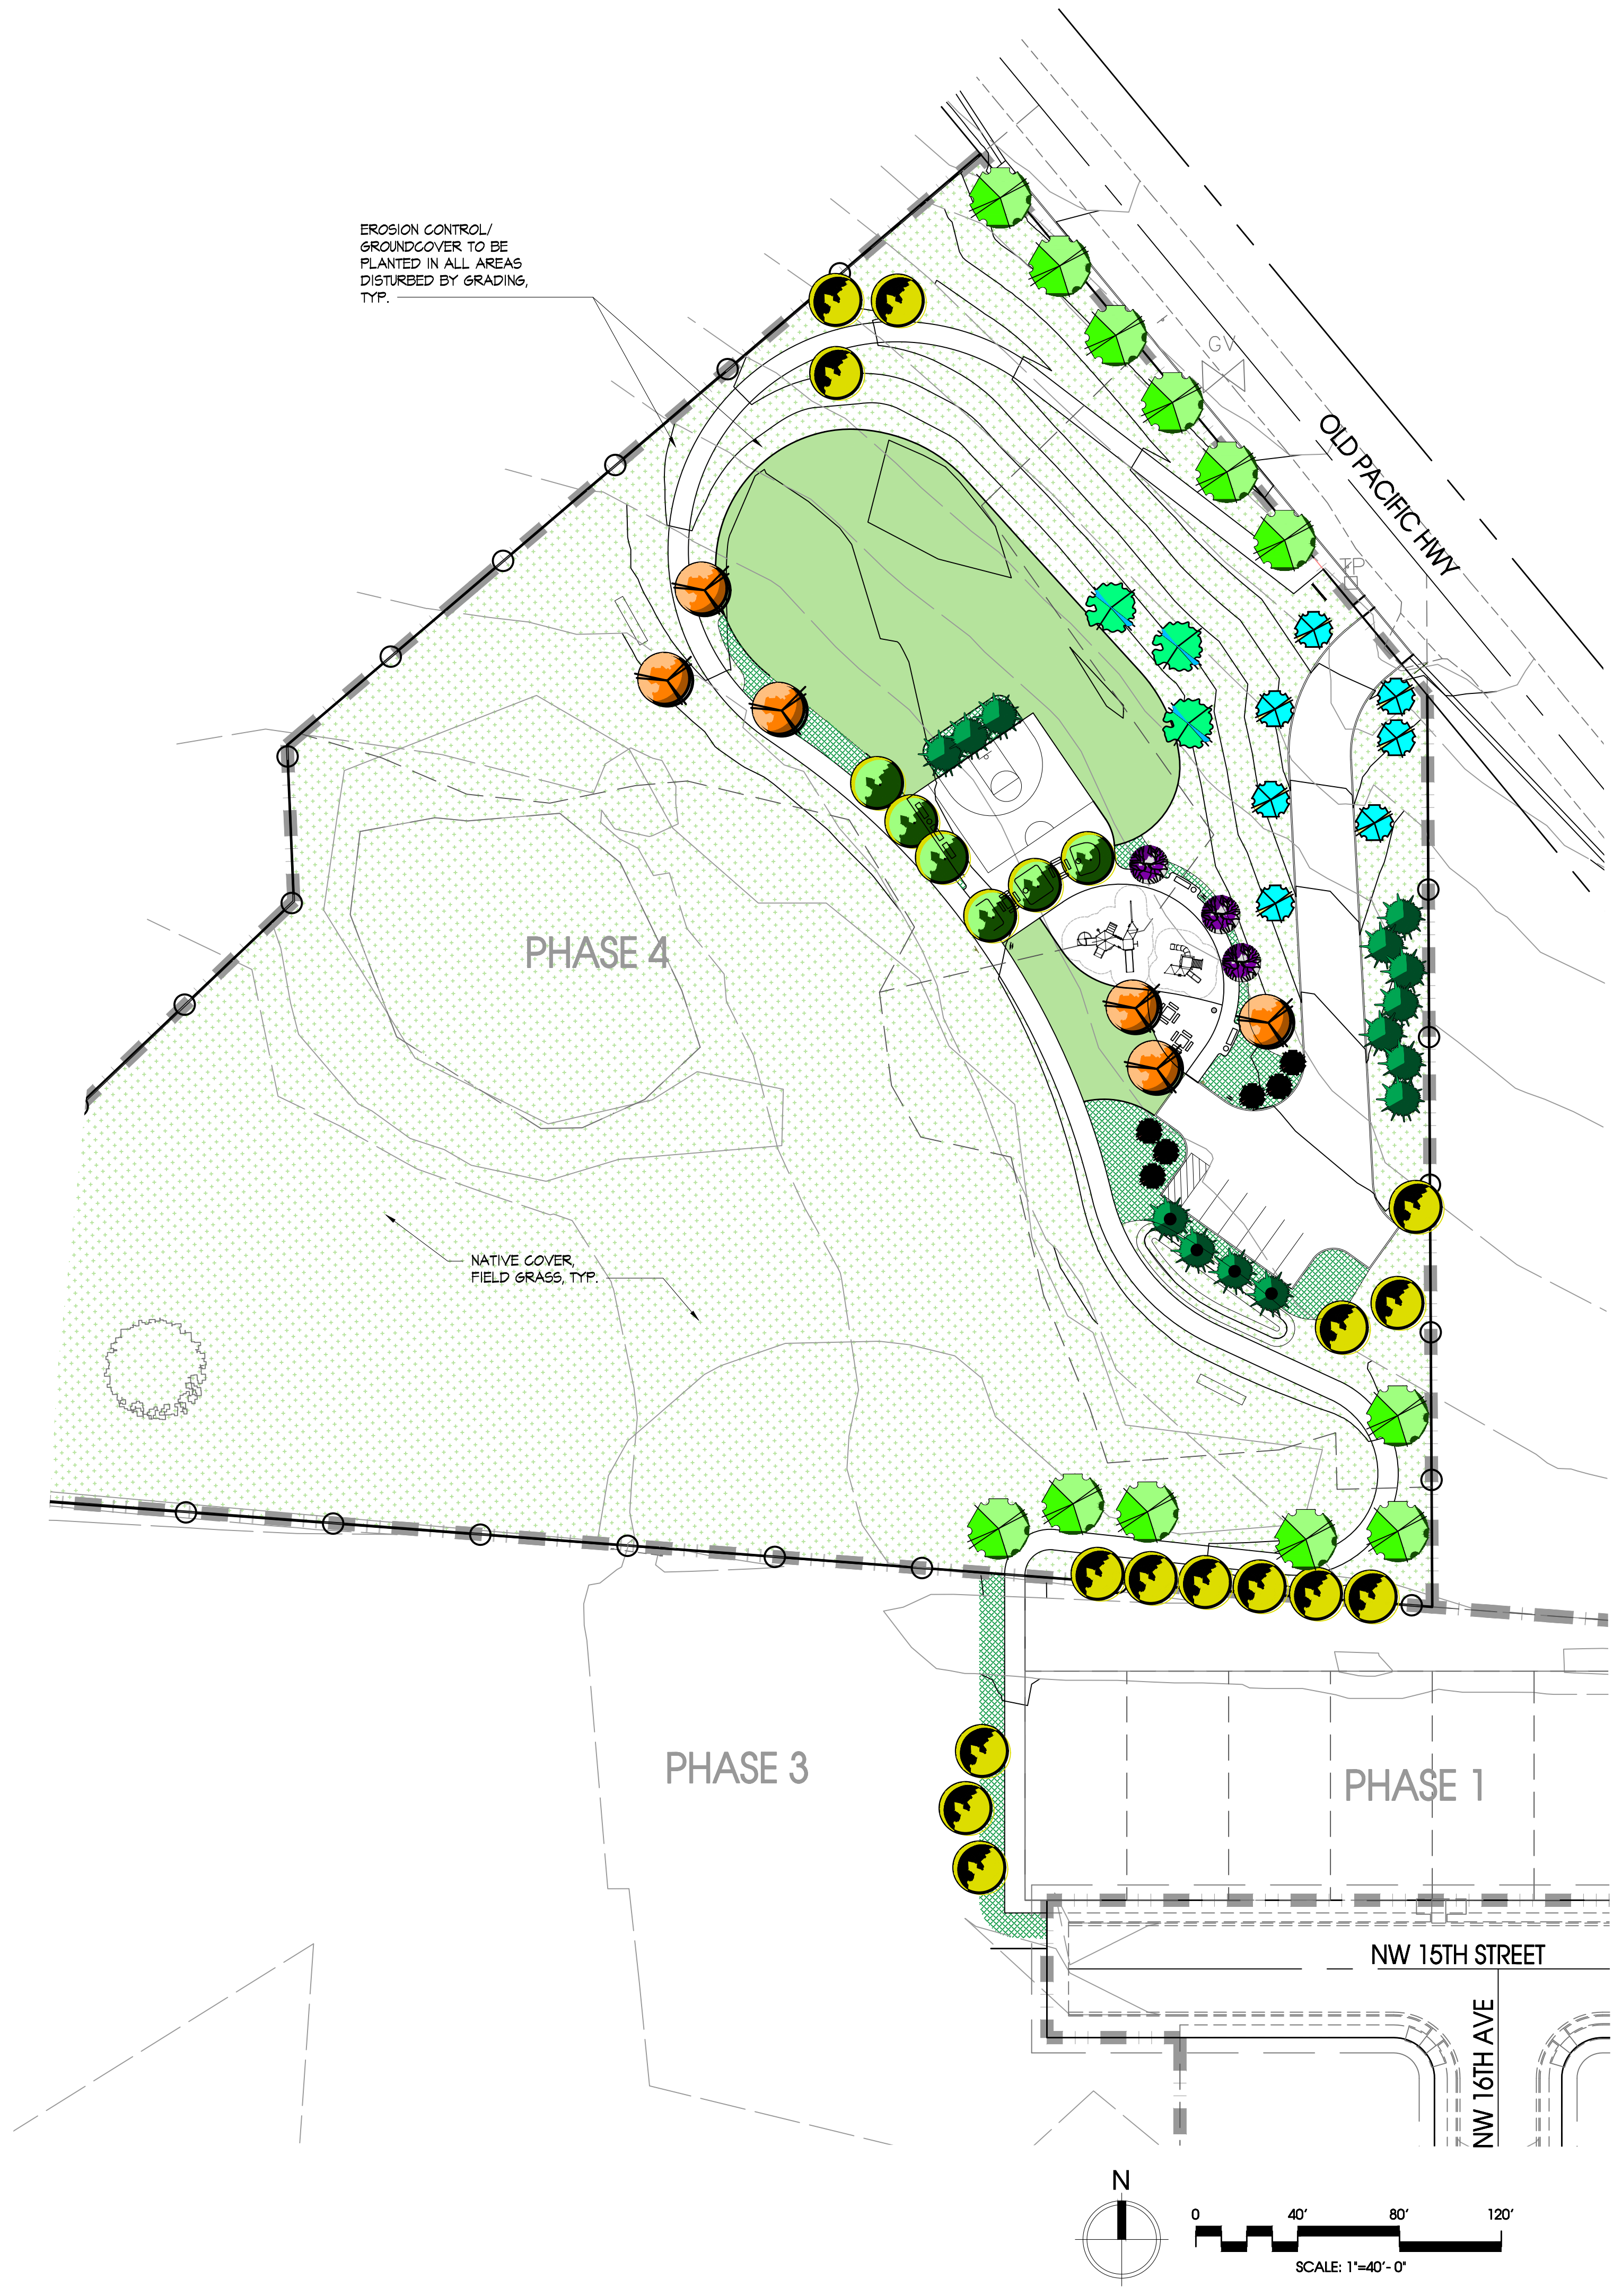 EROSION CONTROL/
GROUNDCOVER TO BE
PLANTED IN ALL AREAS
DISTURBED BY GRADING,
TYP.
GV
OLD PACIFIC HWY
TP
PHASE 4
NATIVE COVER,
FIELD GRASS, TYP.
PHASE 3
PHASE 1
NW 15TH STREET
NW 16TH AVE
N
0 40' 80' 120'
SCALE: 1"=40'-0"